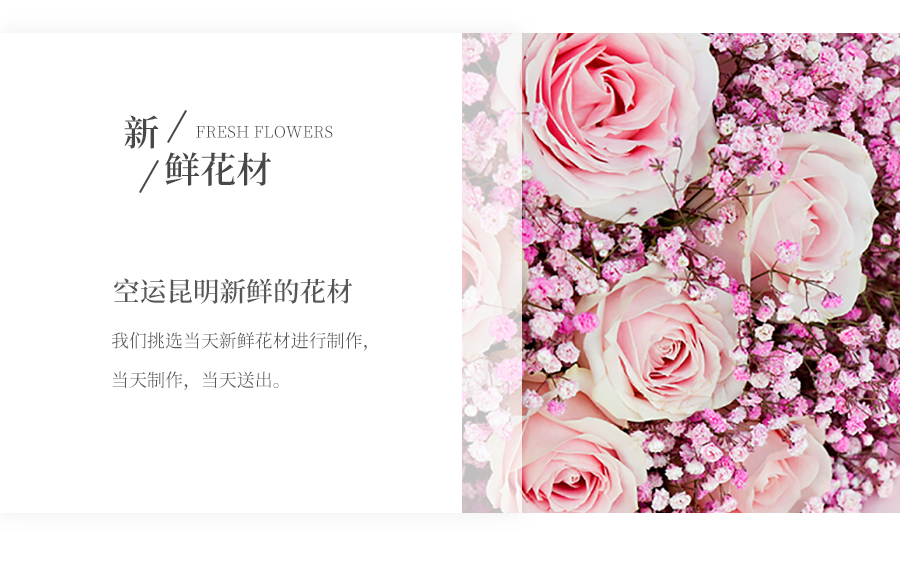 新
FRESH FLOWERS
鲜花材
空运昆明新鲜的花材
我们挑选当天新鲜花材进行制作，
当天制作，当天送出。